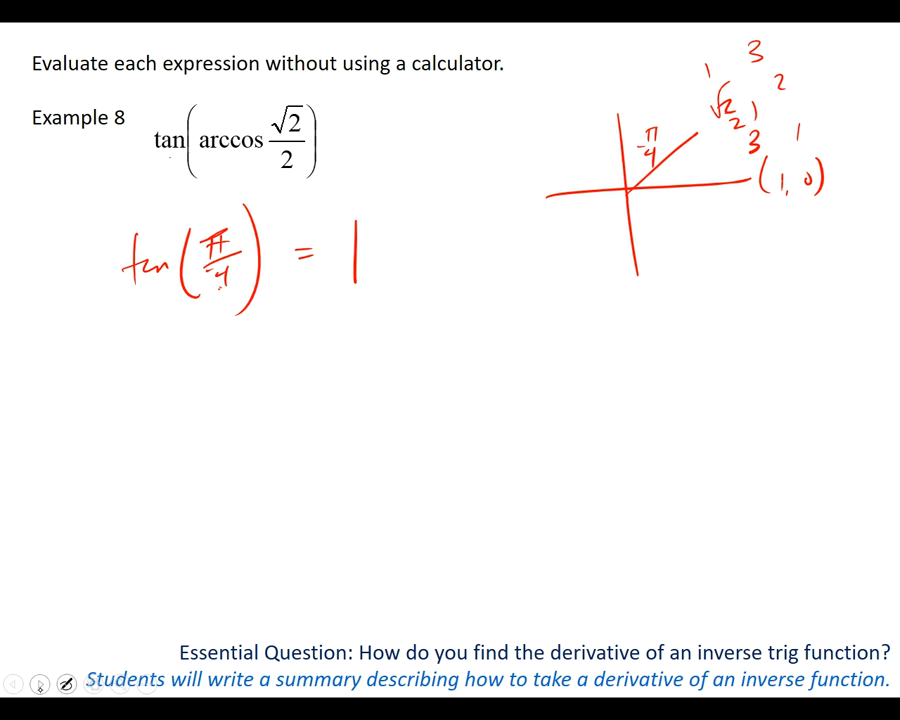 Evaluate each expression without using a calculator.
Example 8 tan(arccos √2/2)
tan(π/4) = 1
π/4
1 3
2
√2/2 1
3 1
(1, 0)
Essential Question: How do you find the derivative of an inverse trig function?
Students will write a summary describing how to take a derivative of an inverse function.